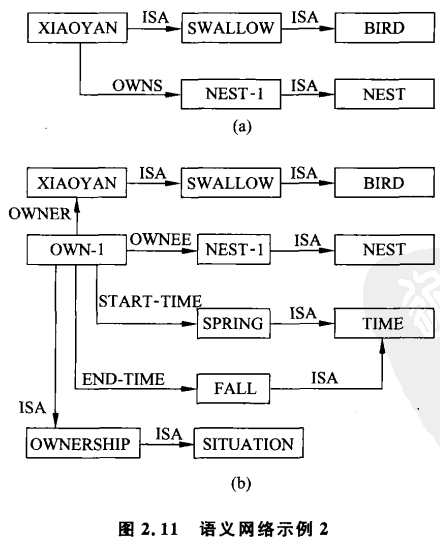 ISA ISA
XIAOYAN SWALLOW BIRD
OWNS ISA
NEST-1 NEST
(a)
ISA ISA
XIAOYAN SWALLOW BIRD
OWNER
OWNEE ISA
OWN-1 NEST-1 NEST
START-TIME ISA
SPRING TIME
END-TIME ISA
FALL
ISA
ISA
OWNERSHIP SITUATION
(b)
图 2.11 语义网络示例 2